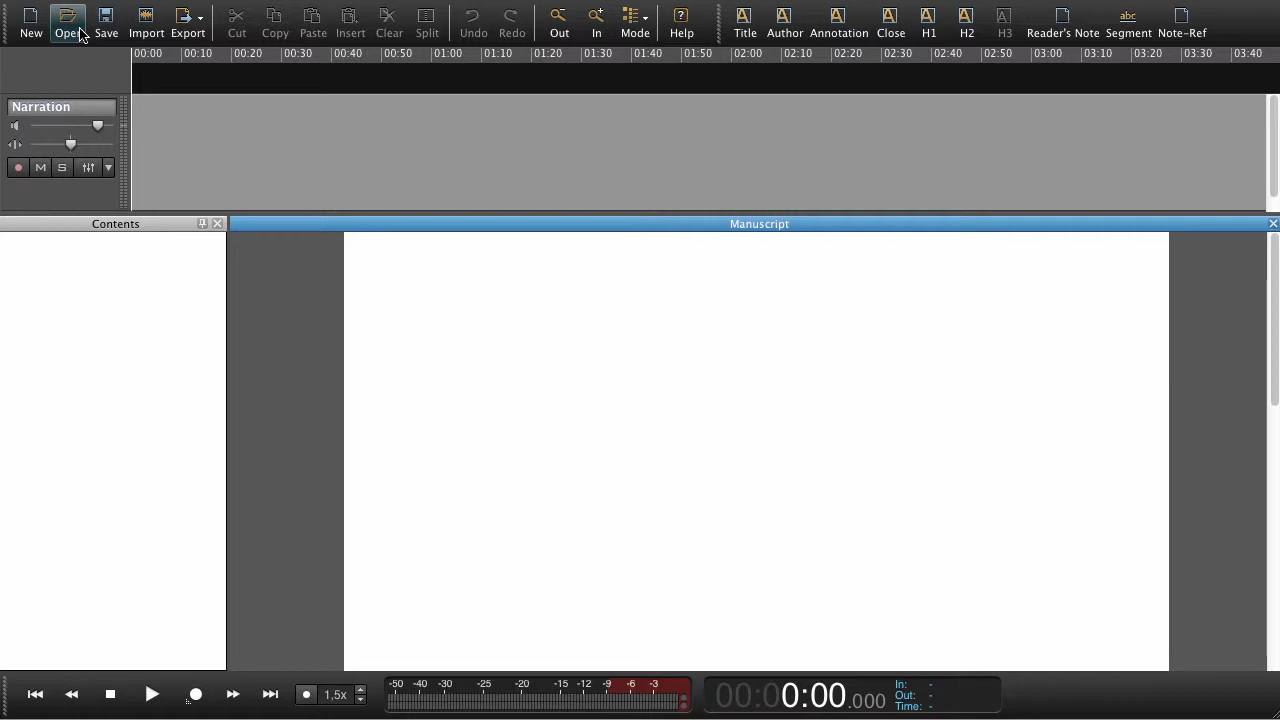 New Open Save Import Export Cut Copy Paste Insert Clear Split Undo Redo Out In Mode Help Title Author Annotation Close H1 H2 H3 Reader's Note Segment Note-Ref
00:00 00:10 00:20 00:30 00:40 00:50 01:00 01:10 01:20 01:30 01:40 01:50 02:00 02:10 02:20 02:30 02:40 02:50 03:00 03:10 03:20 03:30 03:40
Narration
M S
Contents
Manuscript
1.5x
-50 -40 -30 -25 -20 -15 -12 -9 -6 -3
00:00:00.000
In: -
Out: -
Time: -